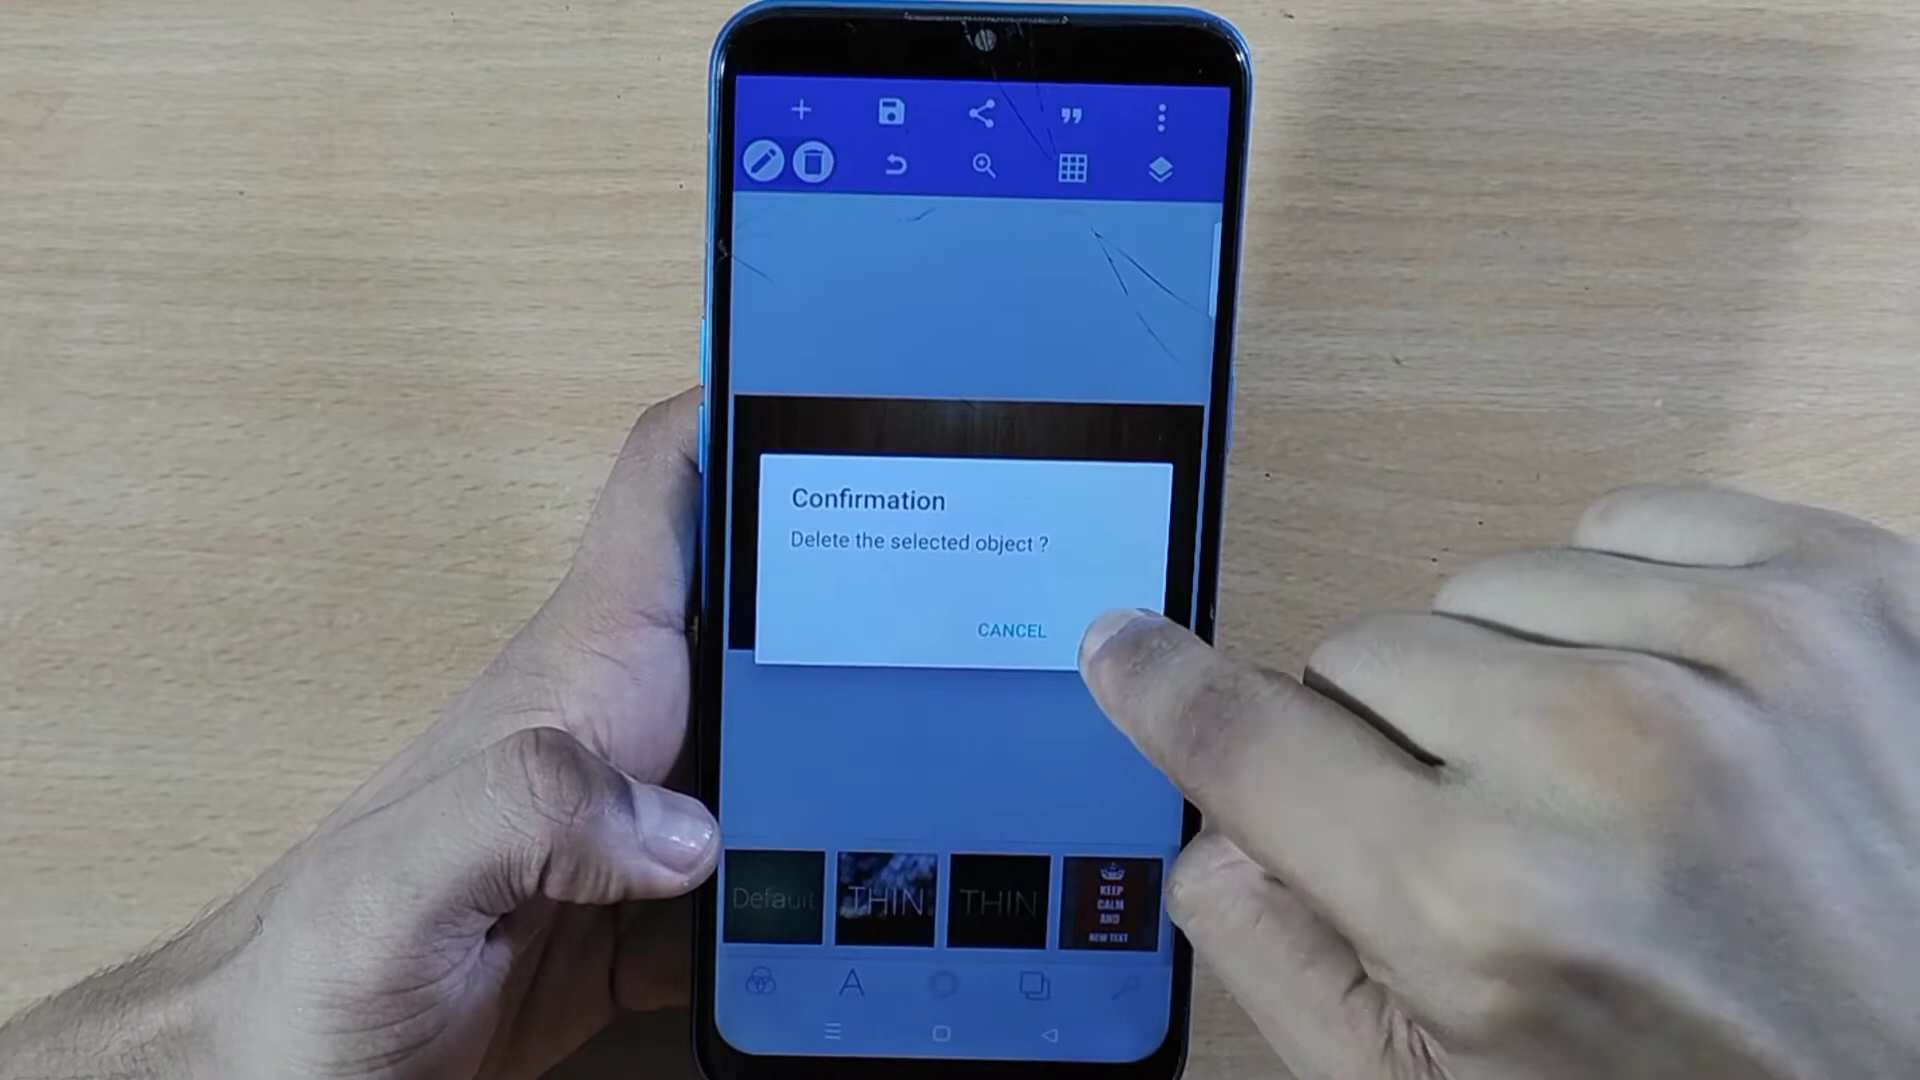 Confirmation
Delete the selected object ?
CANCEL
Default
THIN
THIN
KEEP
CALM
AND
NEW TEXT